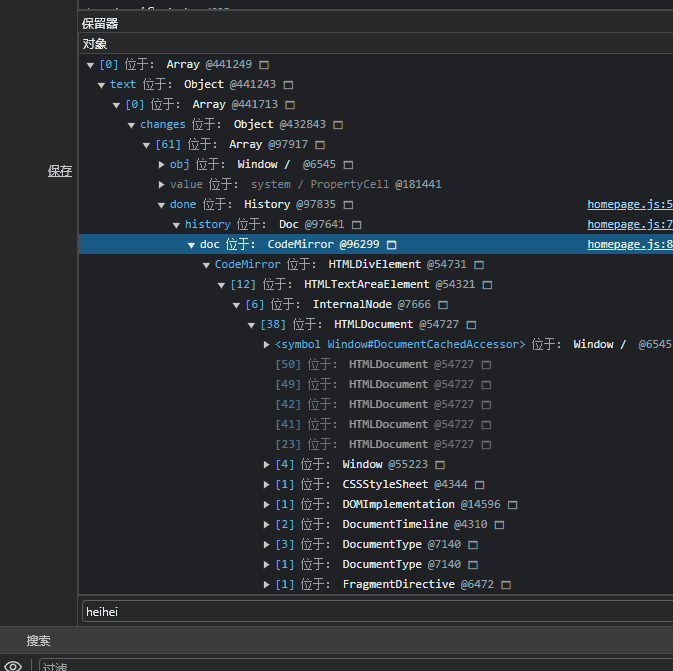 保留器
对象
[0] 位于: Array @441249
text 位于: Object @441243
[0] 位于: Array @441713
changes 位于: Object @432843
[61] 位于: Array @97917
obj 位于: Window / @6545
value 位于: system / PropertyCell @181441
保存
done 位于: History @97835 homepage.js:5
history 位于: Doc @97641 homepage.js:7
doc 位于: CodeMirror @96299 homepage.js:8
CodeMirror 位于: HTMLDivElement @54731
[12] 位于: HTMLTextAreaElement @54321
[6] 位于: InternalNode @7666
[38] 位于: HTMLDocument @54727
<symbol Window#DocumentCachedAccessor> 位于: Window / @6545
[50] 位于: HTMLDocument @54727
[49] 位于: HTMLDocument @54727
[42] 位于: HTMLDocument @54727
[41] 位于: HTMLDocument @54727
[23] 位于: HTMLDocument @54727
[4] 位于: Window @55223
[1] 位于: CSSStyleSheet @4344
[1] 位于: DOMImplementation @14596
[2] 位于: DocumentTimeline @4310
[3] 位于: DocumentType @7140
[1] 位于: DocumentType @7140
[1] 位于: FragmentDirective @6472
heihei
搜索
过滤